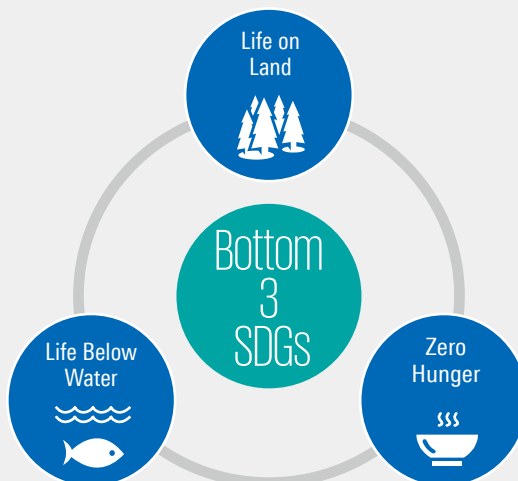 Life on
Land
Bottom
3
SDGs
Life Below
Water
Zero
Hunger